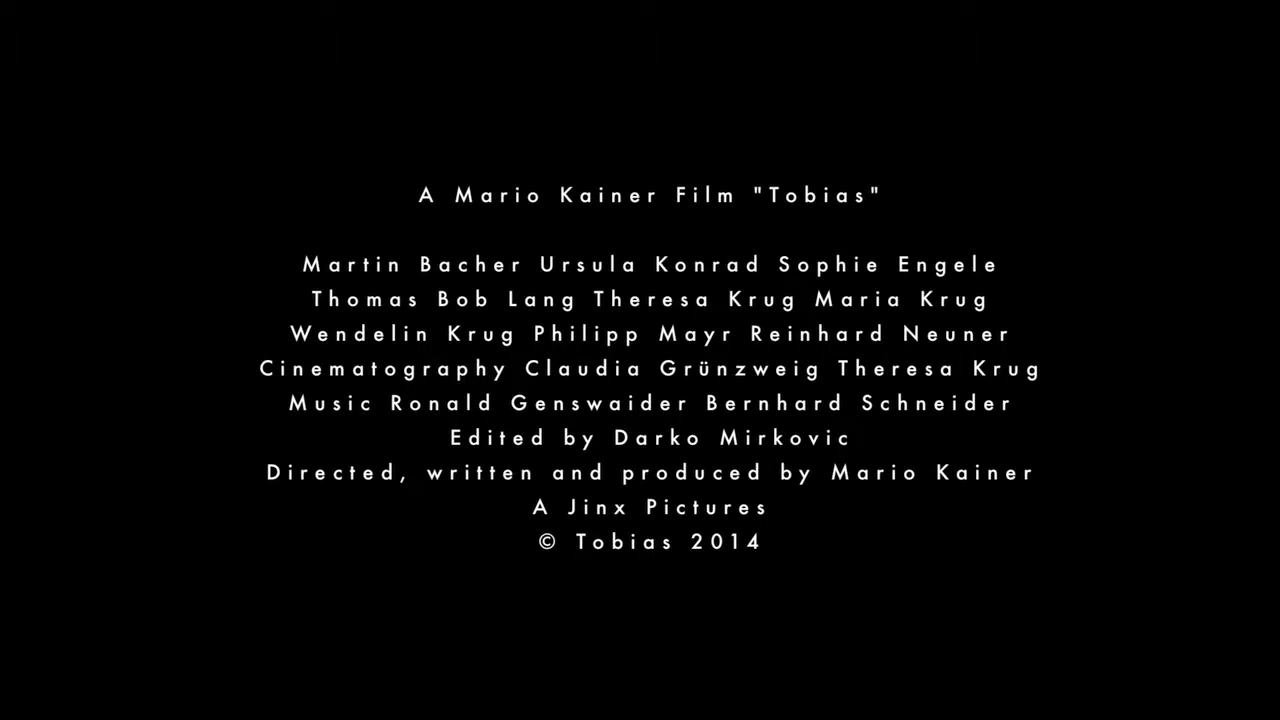 A Mario Kainer Film "Tobias"
Martin Bacher Ursula Konrad Sophie Engele
Thomas Bob Lang Theresa Krug Maria Krug
Wendelin Krug Philipp Mayr Reinhard Neuner
Cinematography Claudia Grünzweig Theresa Krug
Music Ronald Genswaider Bernhard Schneider
Edited by Darko Mirkovic
Directed, written and produced by Mario Kainer
A Jinx Pictures
© Tobias 2014